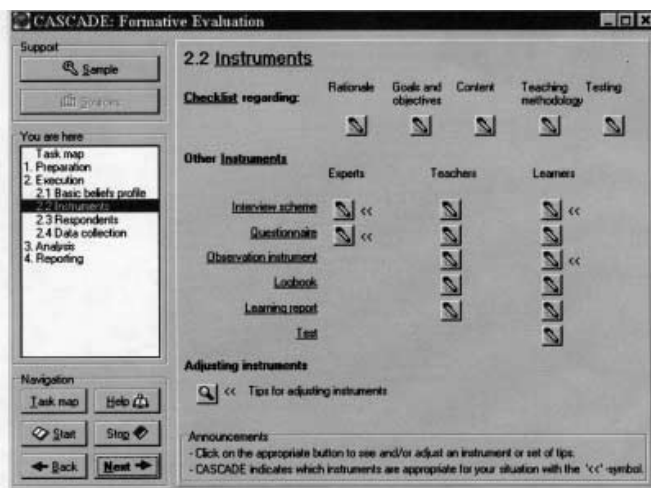 CASCADE: Formative Evaluation
Support
Sample
Sources
You are here
Task map
1. Preparation
2. Execution
2.1 Basic beliefs profile
2.2 Instruments
2.3 Respondents
2.4 Data collection
3. Analysis
4. Reporting
Navigation
Task map Help
Start Stop
Back Next
2.2 Instruments
Rationale Goals and objectives Content Teaching methodology Testing
Checklist regarding:
Other Instruments
Experts Teachers Learners
Interview scheme << <<
Questionnaire <<
Observation instrument <<
Logbook
Learning report
Test
Adjusting instruments
<< Tips for adjusting instruments
Announcements
- Click on the appropriate button to see and/or adjust an instrument or set of tips.
- CASCADE indicates which instruments are appropriate for your situation with the '<<'-symbol.